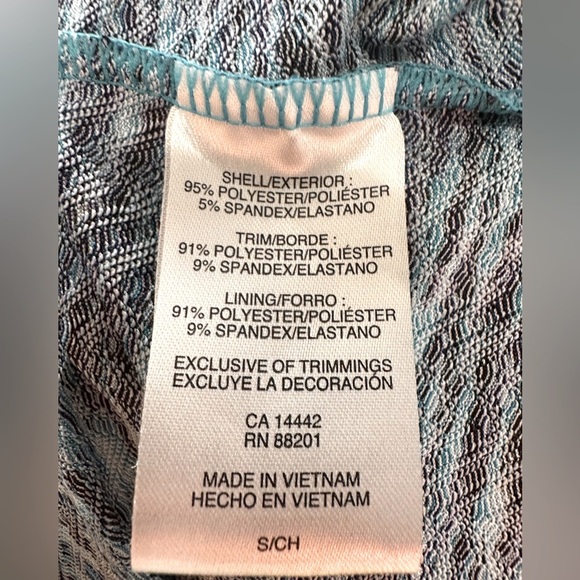 SHELL/EXTERIOR :
95% POLYESTER/POLIÉSTER
5% SPANDEX/ELASTANO
TRIM/BORDE :
91% POLYESTER/POLIÉSTER
9% SPANDEX/ELASTANO
LINING/FORRO :
91% POLYESTER/POLIÉSTER
9% SPANDEX/ELASTANO
EXCLUSIVE OF TRIMMINGS
EXCLUYE LA DECORACIÓN
CA 14442
RN 88201
MADE IN VIETNAM
HECHO EN VIETNAM
S/CH